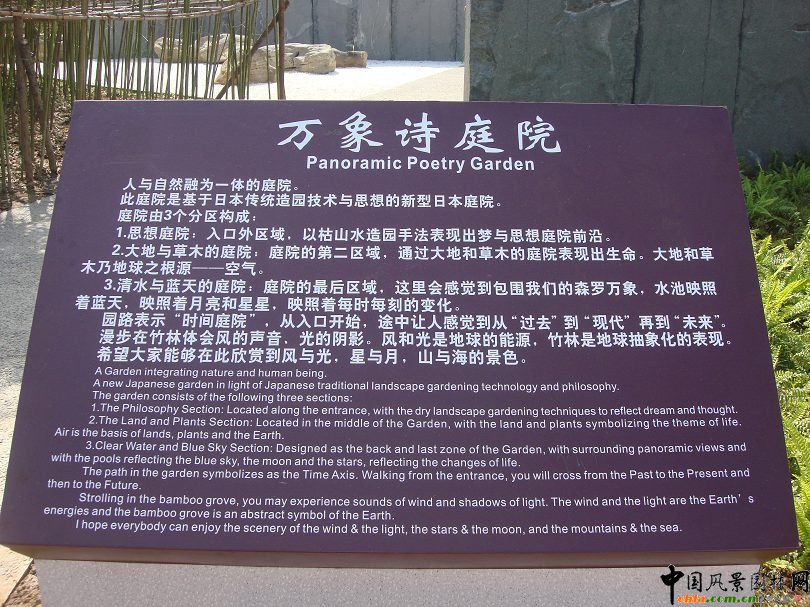 万象诗庭院
Panoramic Poetry Garden
人与自然融为一体的庭院。
此庭院是基于日本传统造园技术与思想的新型日本庭院。
庭院由3个分区构成：
1.思想庭院：入口外区域，以枯山水造园手法表现出梦与思想庭院前沿。
2.大地与草木的庭院：庭院的第二区域，通过大地和草木的庭院表现出生命。大地和草
木乃地球之根源——空气。
3.清水与蓝天的庭院：庭院的最后区域，这里会感觉到包围我们的森罗万象，水池映照
着蓝天，映照着月亮和星星，映照着每时每刻的变化。
园路表示“时间庭院”，从入口开始，途中让人感觉到从“过去”到“现代”再到“未来”。
漫步在竹林体会风的声音，光的阴影。风和光是地球的能源，竹林是地球抽象化的表现。
希望大家能够在此欣赏到风与光，星与月，山与海的景色。
A Garden integrating nature and human being.
A new Japanese garden in light of Japanese traditional landscape gardening technology and philosophy.
The garden consists of the following three sections:
1.The Philosophy Section: Located along the entrance, with the dry landscape gardening techniques to reflect dream and thought.
2.The Land and Plants Section: Located in the middle of the Garden, with the land and plants symbolizing the theme of life.
Air is the basis of lands, plants and the Earth.
3.Clear Water and Blue Sky Section: Designed as the back and last zone of the Garden, with surrounding panoramic views and
with the pools reflecting the blue sky, the moon and the stars, reflecting the changes of life.
The path in the garden symbolizes as the Time Axis. Walking from the entrance, you will cross from the Past to the Present and
then to the Future.
Strolling in the bamboo grove, you may experience sounds of wind and shadows of light. The wind and the light are the Earth's
energies and the bamboo grove is an abstract symbol of the Earth.
I hope everybody can enjoy the scenery of the wind & the light, the stars & the moon, and the mountains & the sea.
中国风景园林网